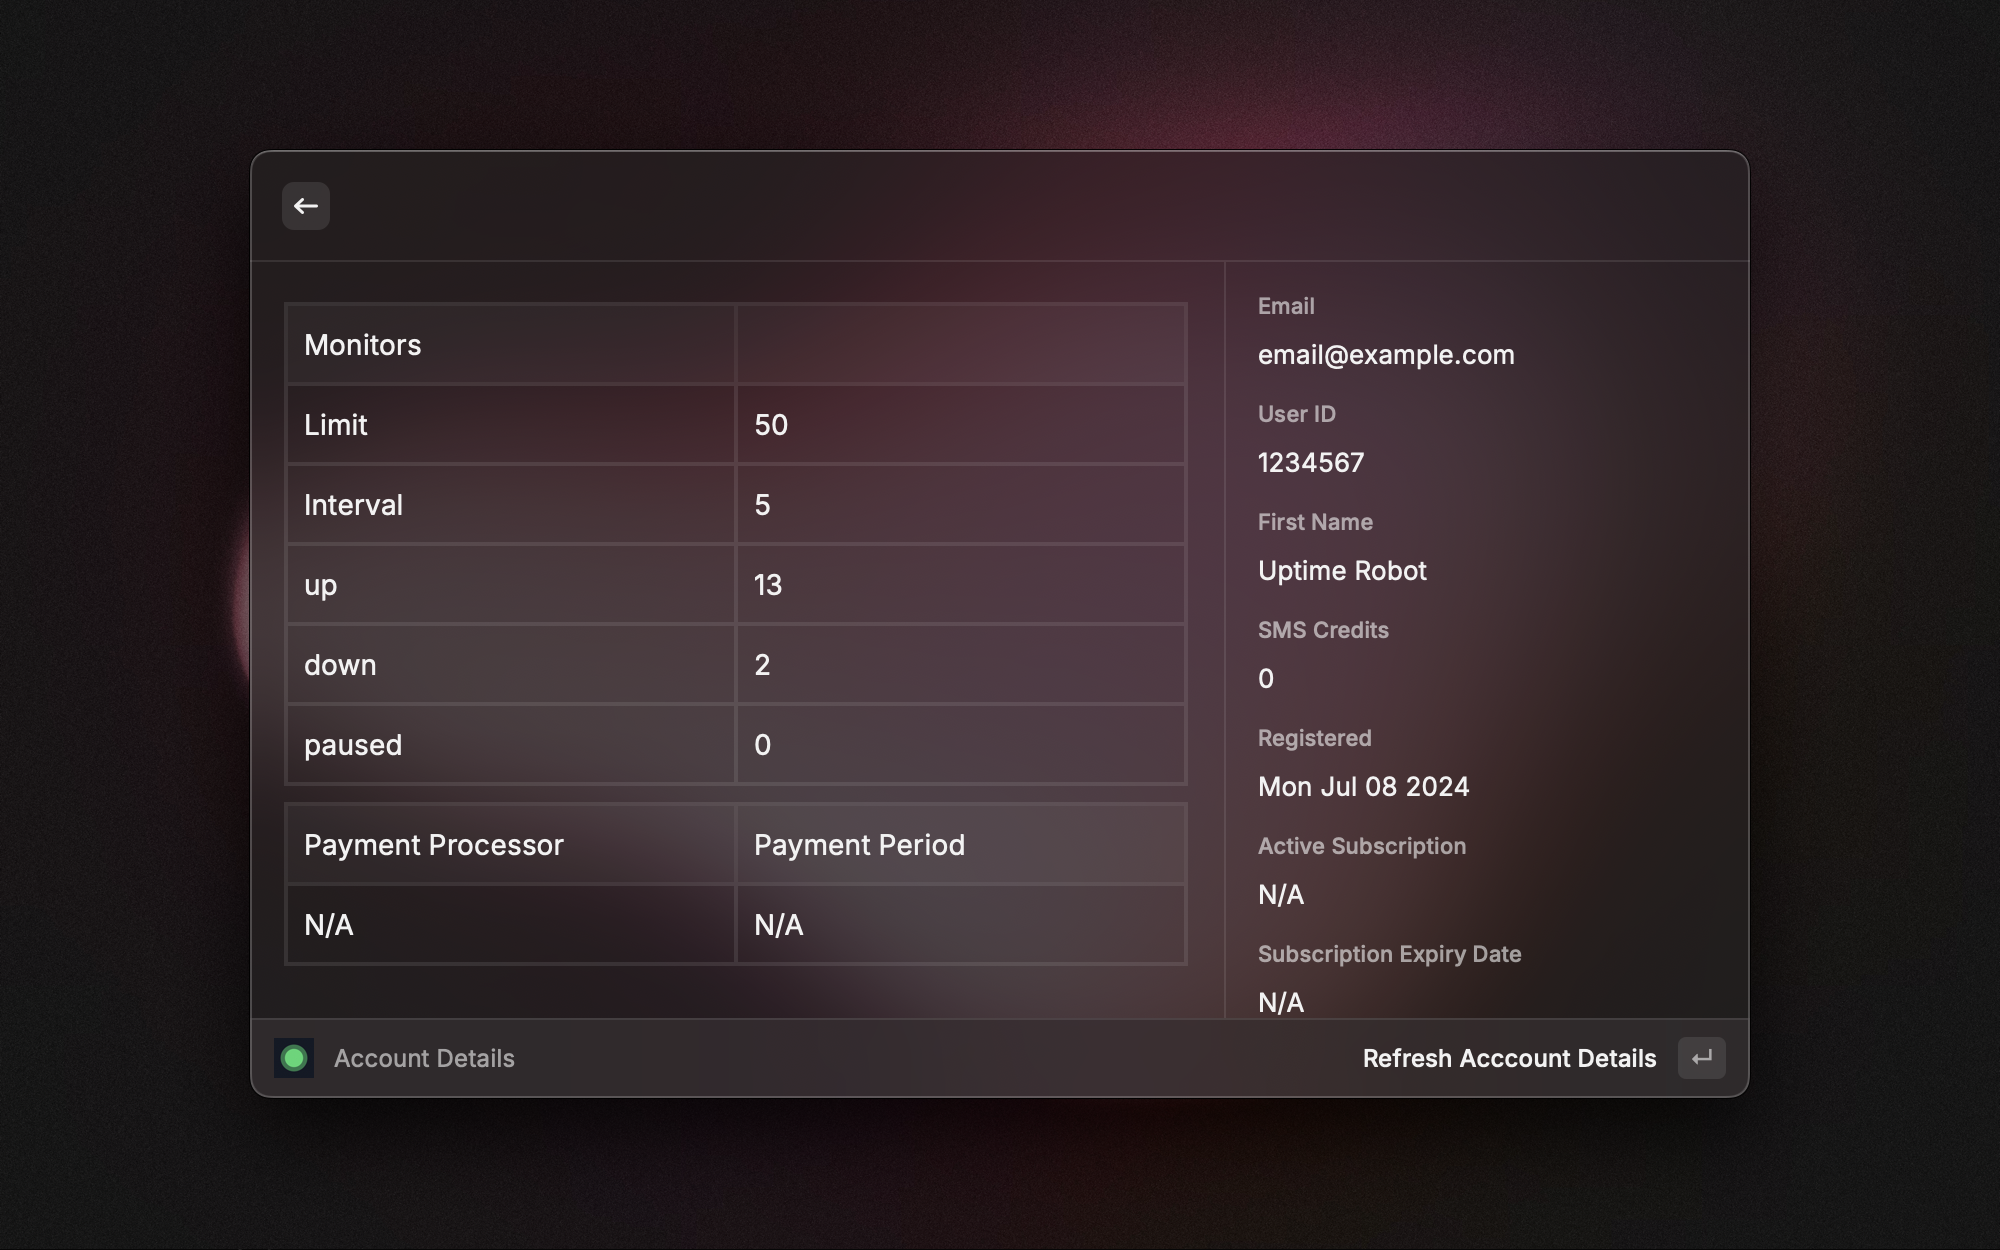 Monitors
Limit 50
Interval 5
up 13
down 2
paused 0
Payment Processor Payment Period
N/A N/A
Email
email@example.com
User ID
1234567
First Name
Uptime Robot
SMS Credits
0
Registered
Mon Jul 08 2024
Active Subscription
N/A
Subscription Expiry Date
N/A
Account Details Refresh Acccount Details